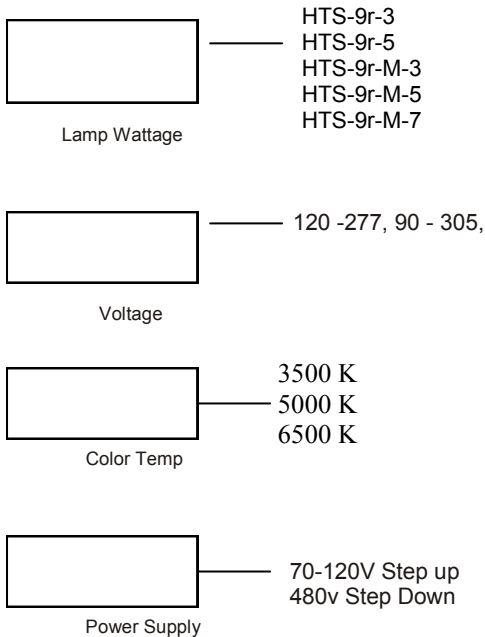 HTS-9r-3
HTS-9r-5
HTS-9r-M-3
HTS-9r-M-5
HTS-9r-M-7
Lamp Wattage
120 -277, 90 - 305,
Voltage
3500 K
5000 K
6500 K
Color Temp
70-120V Step up
480v Step Down
Power Supply